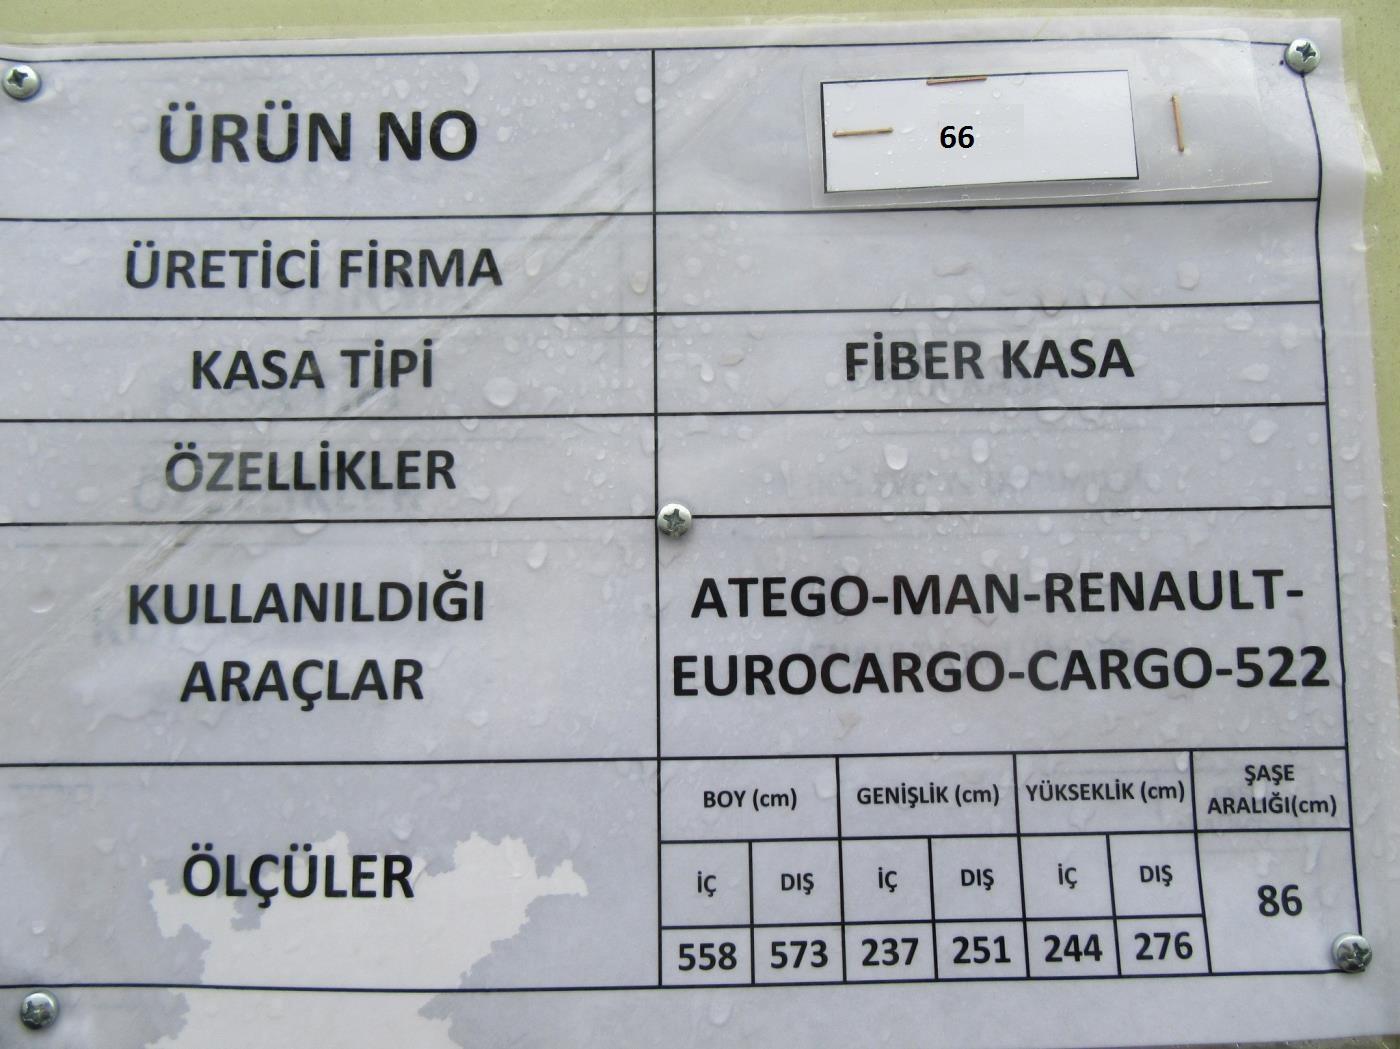 ÜRÜN NO
66
ÜRETİCİ FİRMA
KASA TİPİ
FİBER KASA
ÖZELLİKLER
KULLANILDIĞI
ARAÇLAR
ATEGO-MAN-RENAULT-
EUROCARGO-CARGO-522
ÖLÇÜLER
BOY (cm)
GENİŞLİK (cm)
YÜKSEKLİK (cm)
ŞAŞE
ARALIĞI(cm)
İÇ
DIŞ
İÇ
DIŞ
İÇ
DIŞ
86
558
573
237
251
244
276